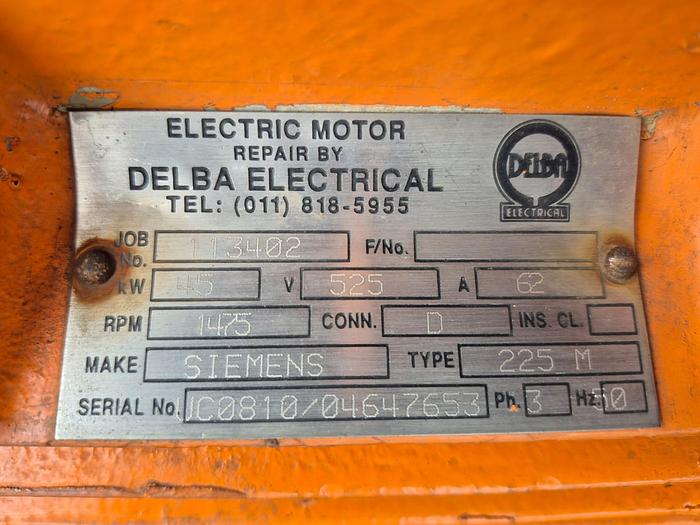 ELECTRIC MOTOR
REPAIR BY
DELBA ELECTRICAL
TEL: (011) 818-5955
DELBA
ELECTRICAL
JOB No. 113402 F/No.
kW 45 V 525 A 62
RPM 1475 CONN. D INS. CL.
MAKE SIEMENS TYPE 225 M
SERIAL No. UC0810/04647653 Ph. 3 Hz 50